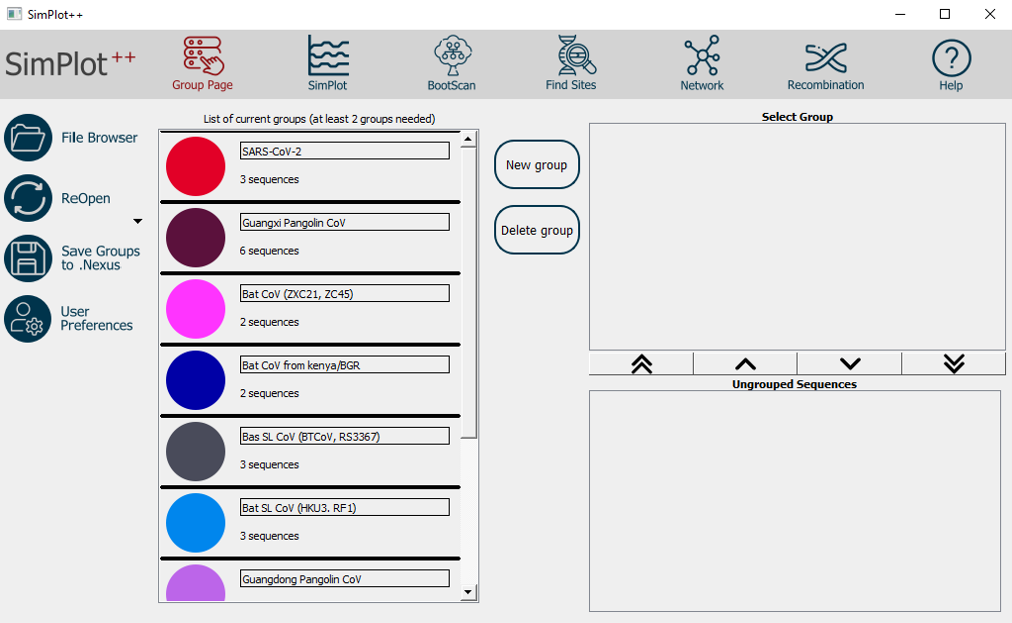 SimPlot++
SimPlot++
Group Page
SimPlot
BootScan
Find Sites
Network
Recombination
?
Help
File Browser
ReOpen
Save Groups
to .Nexus
User
Preferences
List of current groups (at least 2 groups needed)
SARS-CoV-2
3 sequences
Guangxi Pangolin CoV
6 sequences
Bat CoV (ZXC21, ZC45)
2 sequences
Bat CoV from kenya/BGR
2 sequences
Bas SL CoV (BTCoV, RS3367)
3 sequences
Bat SL CoV (HKU3. RF1)
3 sequences
Guangdong Pangolin CoV
New group
Delete group
Select Group
Ungrouped Sequences